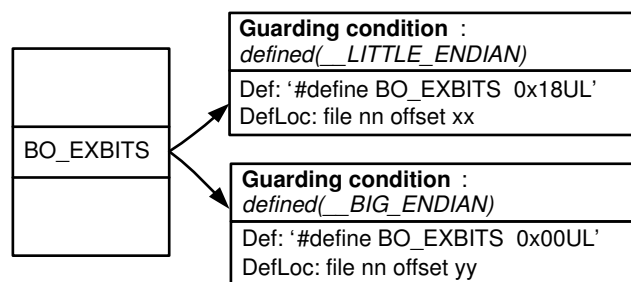 Guarding condition :
defined(__LITTLE_ENDIAN)
Def: ‘#define BO_EXBITS 0x18UL’
DefLoc: file nn offset xx
BO_EXBITS
Guarding condition :
defined(__BIG_ENDIAN)
Def: ‘#define BO_EXBITS 0x00UL’
DefLoc: file nn offset yy